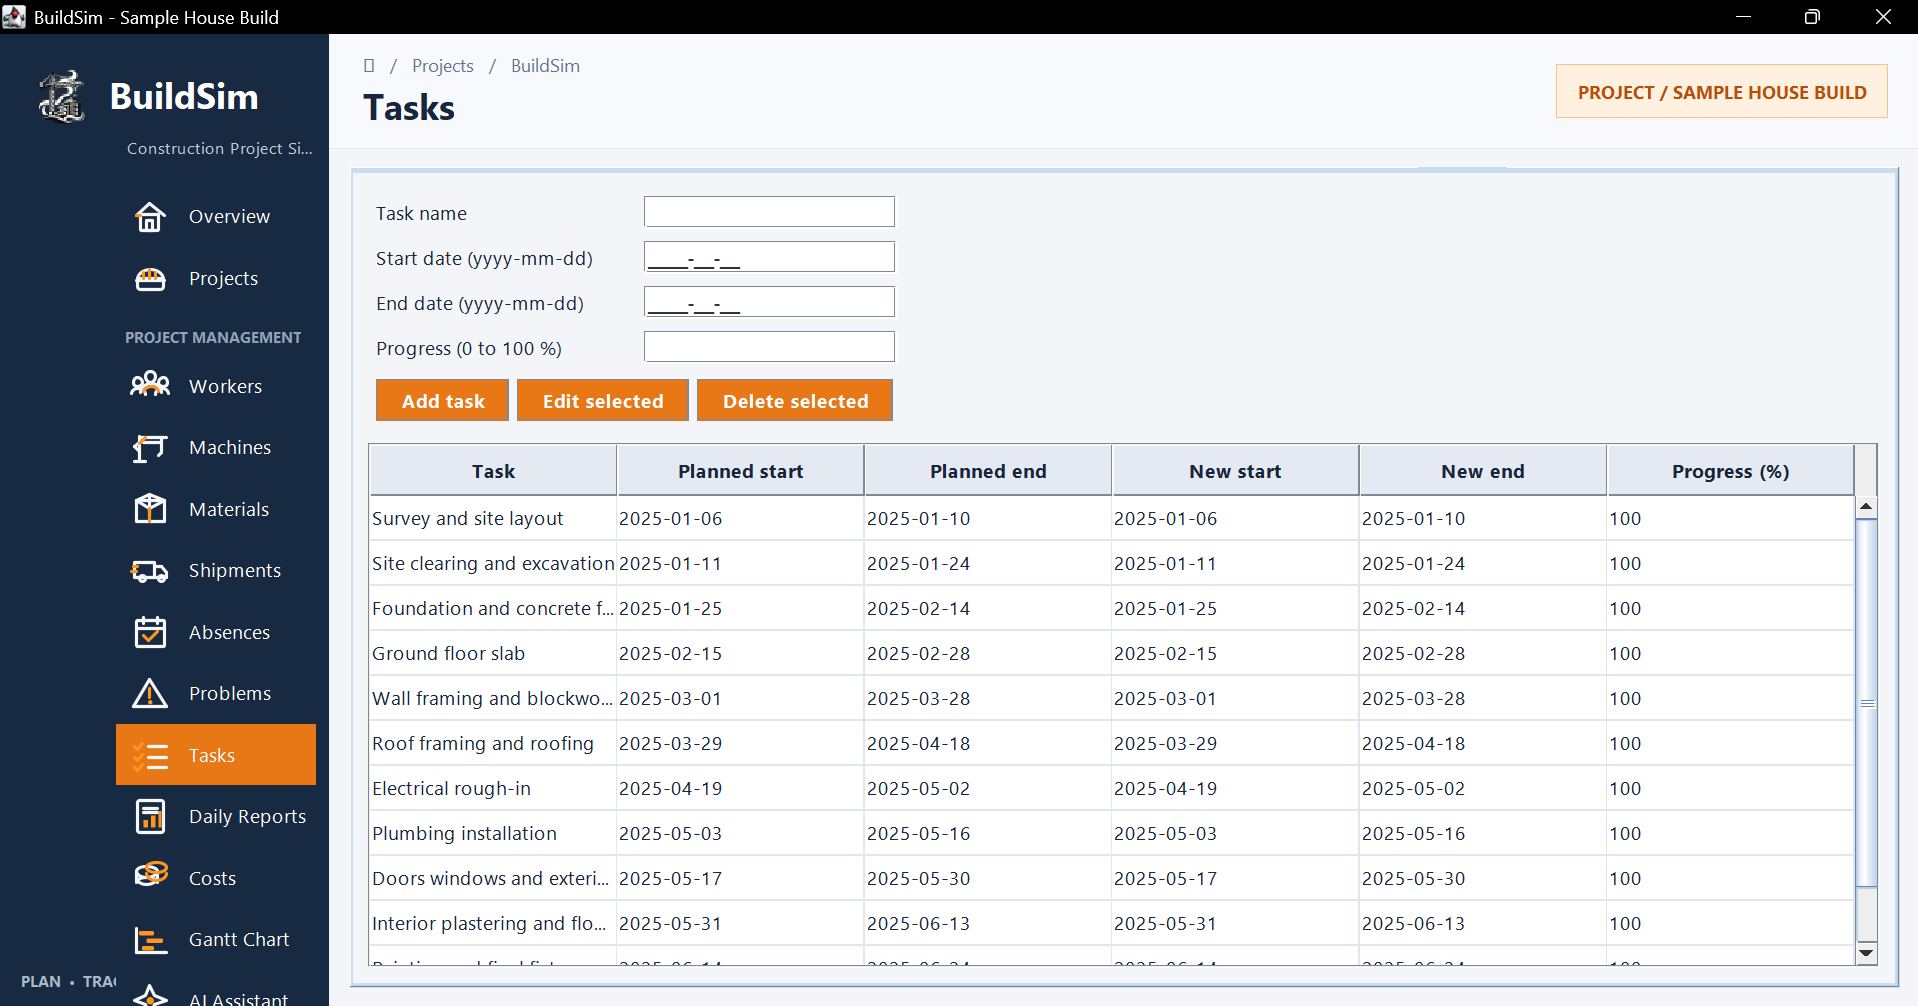 BuildSim - Sample House Build
BuildSim
Construction Project Si...
Overview
Projects
PROJECT MANAGEMENT
Workers
Machines
Materials
Shipments
Absences
Problems
Tasks
Daily Reports
Costs
Gantt Chart
AI Assistant
PLAN • TRA
/ Projects / BuildSim
Tasks
PROJECT / SAMPLE HOUSE BUILD
Task name
Start date (yyyy-mm-dd) ____-__-__
End date (yyyy-mm-dd) ____-__-__
Progress (0 to 100 %)
Add task Edit selected Delete selected
Task Planned start Planned end New start New end Progress (%)
Survey and site layout 2025-01-06 2025-01-10 2025-01-06 2025-01-10 100
Site clearing and excavation 2025-01-11 2025-01-24 2025-01-11 2025-01-24 100
Foundation and concrete f... 2025-01-25 2025-02-14 2025-01-25 2025-02-14 100
Ground floor slab 2025-02-15 2025-02-28 2025-02-15 2025-02-28 100
Wall framing and blockwo... 2025-03-01 2025-03-28 2025-03-01 2025-03-28 100
Roof framing and roofing 2025-03-29 2025-04-18 2025-03-29 2025-04-18 100
Electrical rough-in 2025-04-19 2025-05-02 2025-04-19 2025-05-02 100
Plumbing installation 2025-05-03 2025-05-16 2025-05-03 2025-05-16 100
Doors windows and exteri... 2025-05-17 2025-05-30 2025-05-17 2025-05-30 100
Interior plastering and flo... 2025-05-31 2025-06-13 2025-05-31 2025-06-13 100